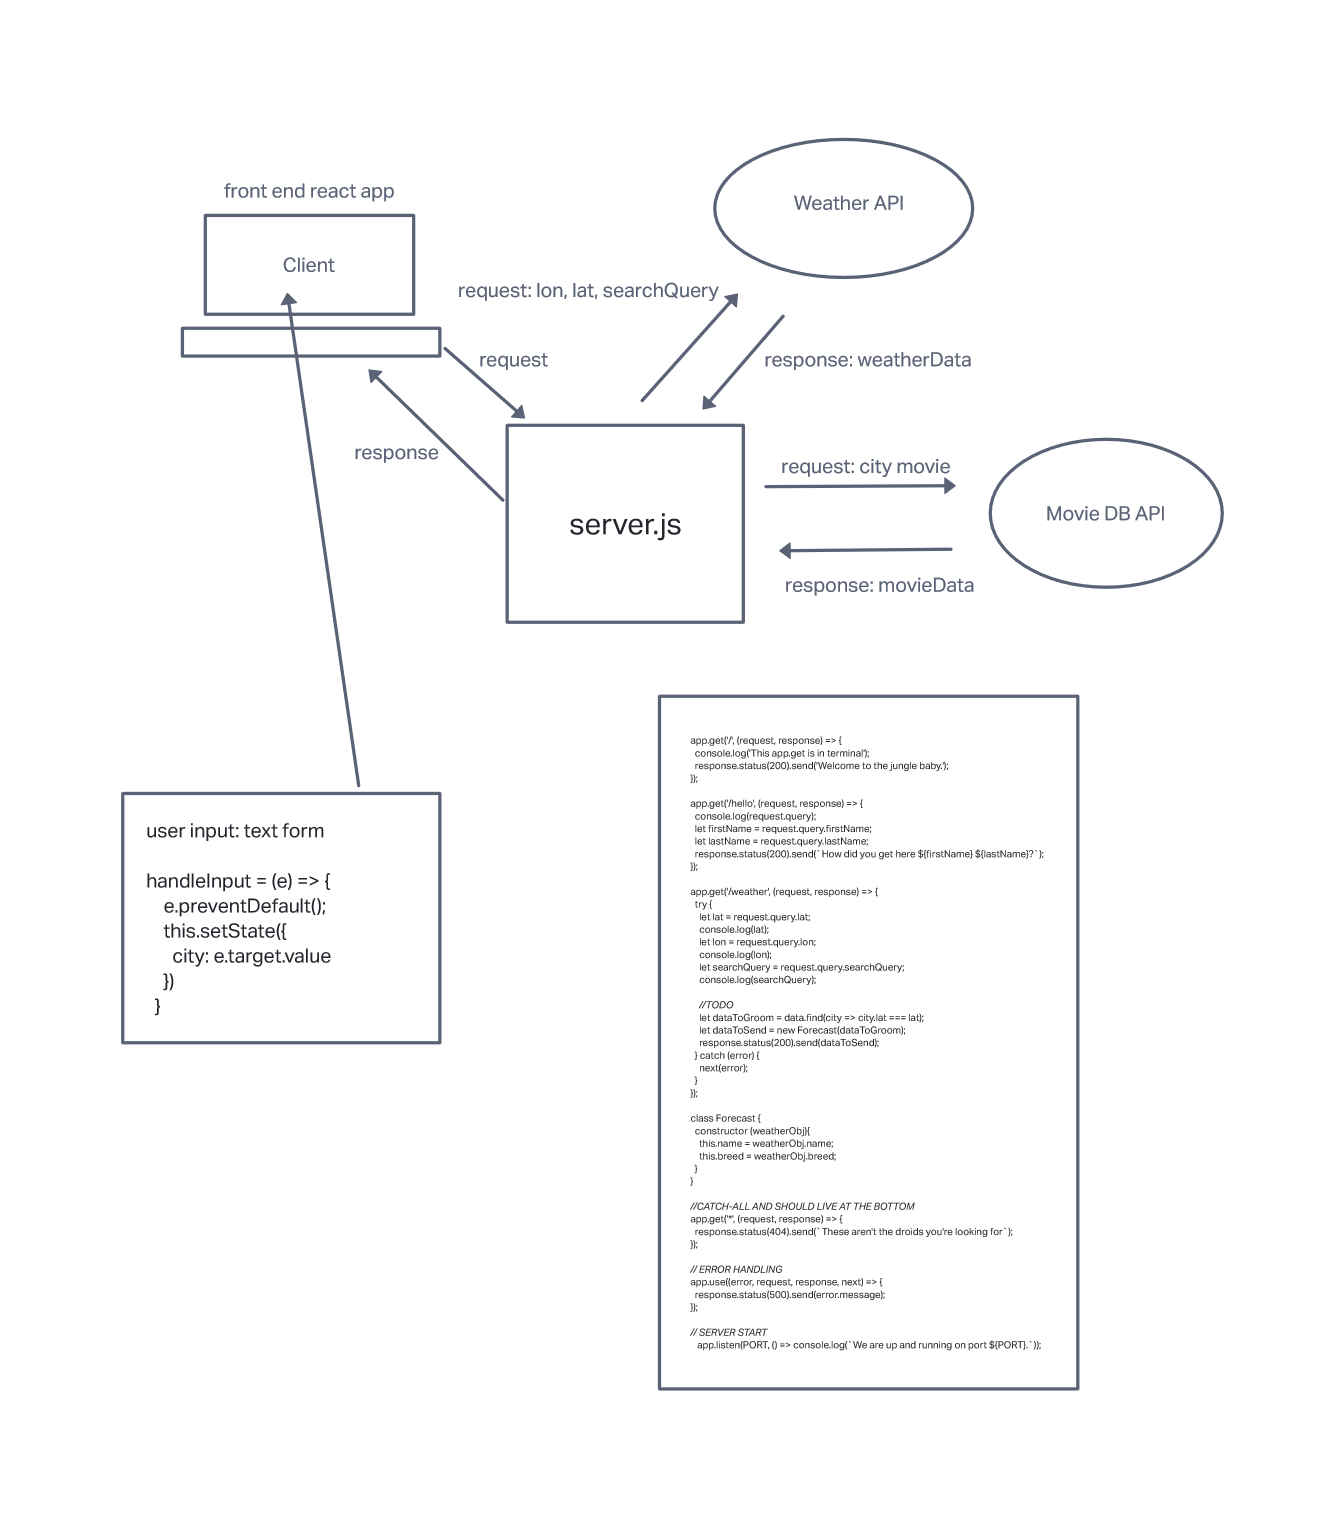 front end react app
Client
Weather API
request: lon, lat, searchQuery
request
response: weatherData
response
request: city movie
server.js
Movie DB API
response: movieData
user input: text form
handleInput = (e) => {
e.preventDefault();
this.setState({
city: e.target.value
})
}
app.get('/', (request, response) => {
console.log('This app.get is in terminal');
response.status(200).send('Welcome to the jungle baby.');
});
app.get('/hello', (request, response) => {
console.log(request.query);
let firstName = request.query.firstName;
let lastName = request.query.lastName;
response.status(200).send(`How did you get here ${firstName} ${lastName}?`);
});
app.get('/weather', (request, response) => {
try {
let lat = request.query.lat;
console.log(lat);
let lon = request.query.lon;
console.log(lon);
let searchQuery = request.query.searchQuery;
console.log(searchQuery);
//TODO
let dataToGroom = data.find(city => city.lat === lat);
let dataToSend = new Forecast(dataToGroom);
response.status(200).send(dataToSend);
} catch (error) {
next(error);
}
});
class Forecast {
constructor (weatherObj){
this.name = weatherObj.name;
this.breed = weatherObj.breed;
}
}
//CATCH-ALL AND SHOULD LIVE AT THE BOTTOM
app.get('*', (request, response) => {
response.status(404).send(`These aren't the droids you're looking for`);
});
// ERROR HANDLING
app.use((error, request, response, next) => {
response.status(500).send(error.message);
});
// SERVER START
app.listen(PORT, () => console.log(`We are up and running on port ${PORT}.`));